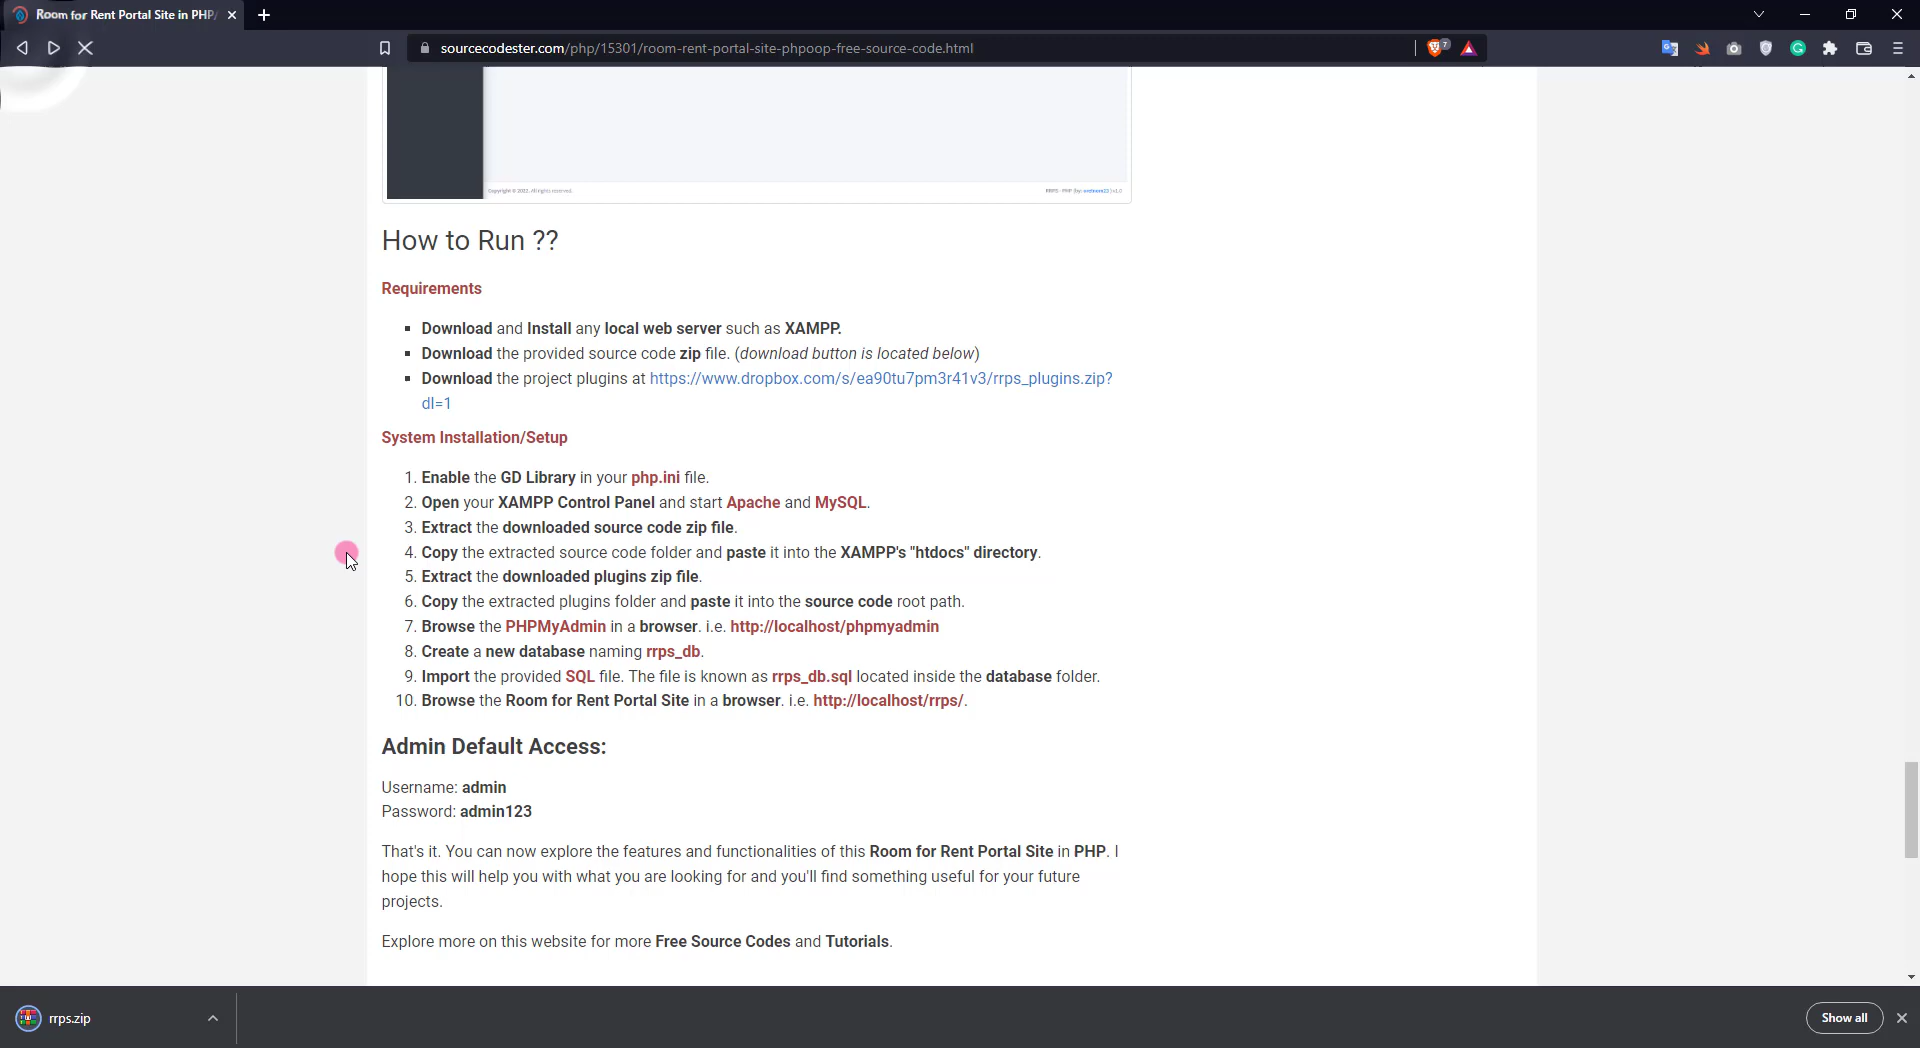 Room for Rent Portal Site in PHP/
sourcecodester.com/php/15301/room-rent-portal-site-phpoop-free-source-code.html
7
Copyright © 2022. All rights reserved.
RRPS - PHP (by: oretnom23 ) v1.0
How to Run ??
Requirements
▪ Download and Install any local web server such as XAMPP.
▪ Download the provided source code zip file. (download button is located below)
▪ Download the project plugins at https://www.dropbox.com/s/ea90tu7pm3r41v3/rrps_plugins.zip?
dl=1
System Installation/Setup
1. Enable the GD Library in your php.ini file.
2. Open your XAMPP Control Panel and start Apache and MySQL.
3. Extract the downloaded source code zip file.
4. Copy the extracted source code folder and paste it into the XAMPP's "htdocs" directory.
5. Extract the downloaded plugins zip file.
6. Copy the extracted plugins folder and paste it into the source code root path.
7. Browse the PHPMyAdmin in a browser. i.e. http://localhost/phpmyadmin
8. Create a new database naming rrps_db.
9. Import the provided SQL file. The file is known as rrps_db.sql located inside the database folder.
10. Browse the Room for Rent Portal Site in a browser. i.e. http://localhost/rrps/.
Admin Default Access:
Username: admin
Password: admin123
That's it. You can now explore the features and functionalities of this Room for Rent Portal Site in PHP. I
hope this will help you with what you are looking for and you'll find something useful for your future
projects.
Explore more on this website for more Free Source Codes and Tutorials.
rrps.zip
Show all